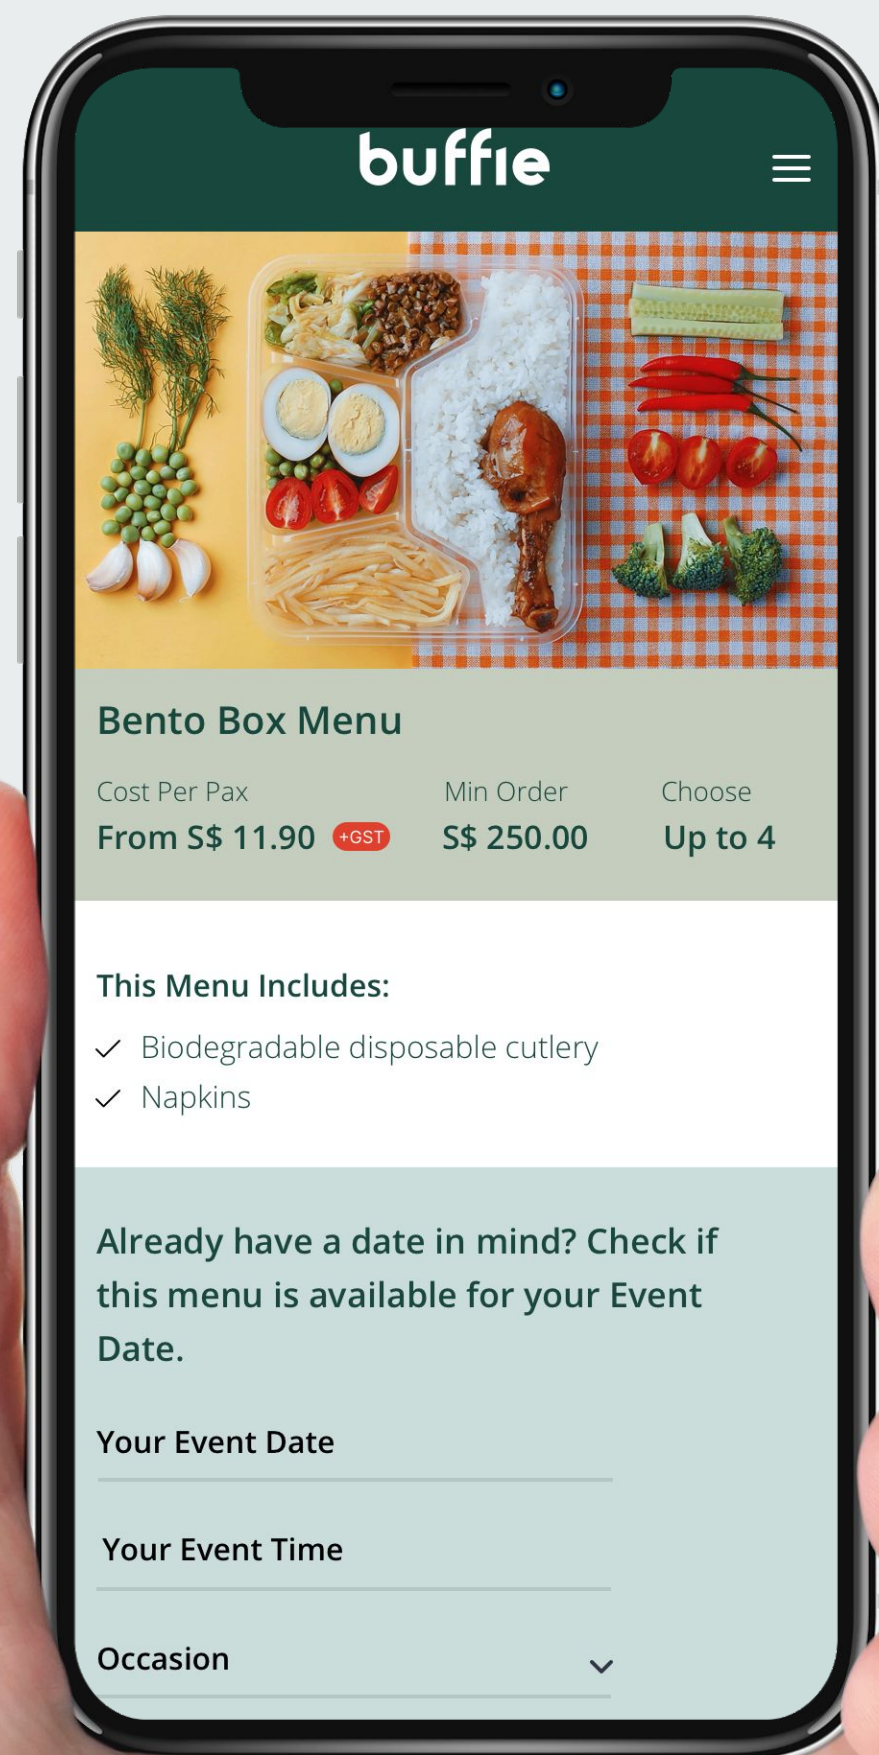 buffie
Bento Box Menu
Cost Per Pax
Min Order
Choose
From S$ 11.90 +GST
S$ 250.00
Up to 4
This Menu Includes:
Biodegradable disposable cutlery
Napkins
Already have a date in mind? Check if
this menu is available for your Event
Date.
Your Event Date
Your Event Time
Occasion